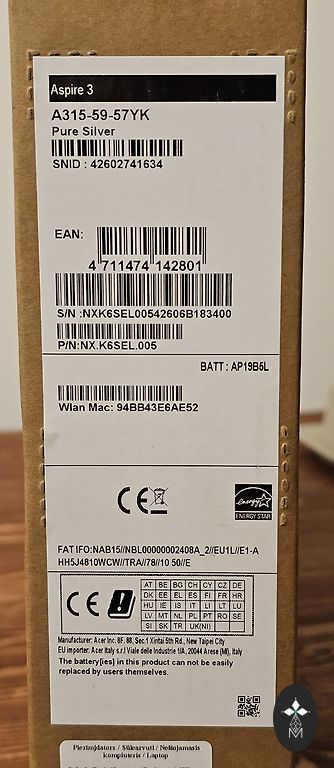 Aspire 3
A315-59-57YK
Pure Silver
SNID : 42602741634
EAN:
4 711474 142801
S/N :NXK6SEL00542606B183400
P/N:NX.K6SEL.005
BATT : AP19B5L
Wlan Mac: 94BB43E6AE52
CE
energy
ENERGY STAR
FAT IFO:NAB15//NBL00000002408A_2//EU1L//E1-A
HH5J4810WCW//TRA//78//10 50//E
CE
AT BE BG CH CY CZ DE
DK EE EL ES FI FR HR
HU IE IS IT LI LT LU
LV MT NL PL PT RO SE
SI SK TR UK(NI)
Manufacturer: Acer Inc. 8F, 88, Sec.1 Xintai 5th Rd., New Taipei City
EU importer: Acer Italy s.r.l Viale delle Industrie 1/A, 20044 Arese (MI), Italy
The battery[ies] in this product can not be easily
replaced by users themselves.
M
Piezīmjdators / Sülearvuti / Nešiojamasis
kompiuteris / Laptop